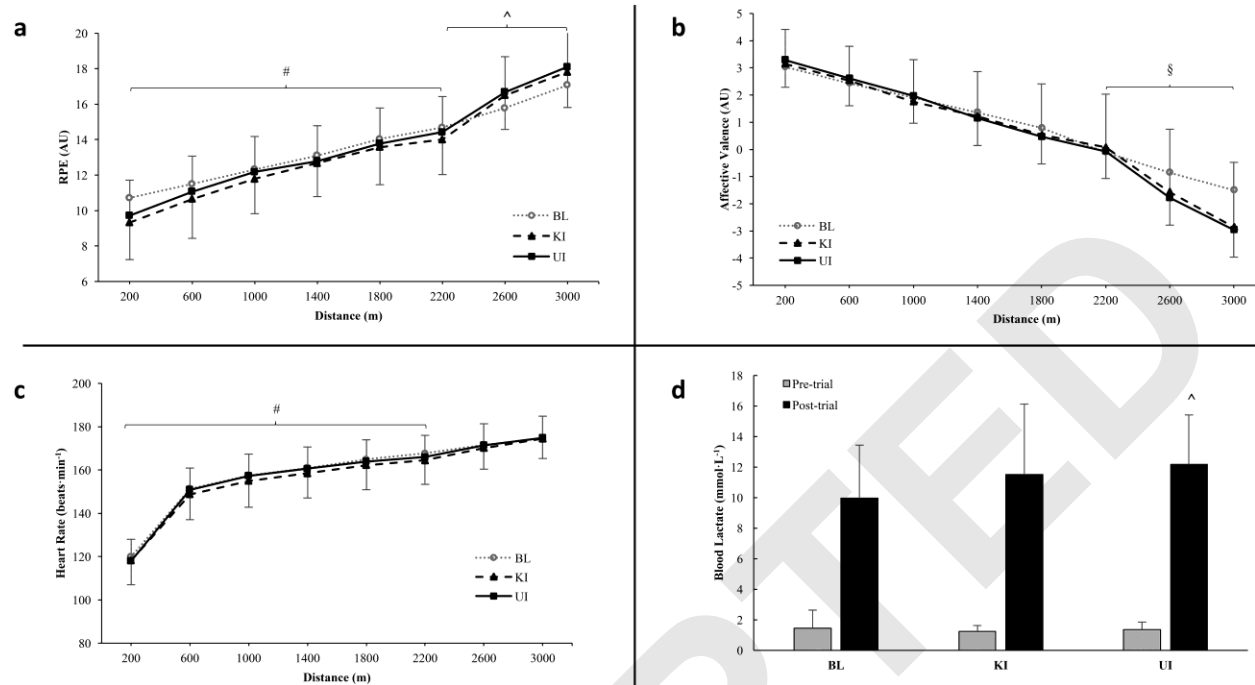 a
^
#
RPE (AU)
20
18
16
14
12
10
8
6
BL
KI
UI
200 600 1000 1400 1800 2200 2600 3000
Distance (m)
b
§
Affective Valence (AU)
5
4
3
2
1
0
-1
-2
-3
-4
-5
BL
KI
UI
200 600 1000 1400 1800 2200 2600 3000
Distance (m)
c
#
Heart Rate (beats·min⁻¹)
200
180
160
140
120
100
80
BL
KI
UI
200 600 1000 1400 1800 2200 2600 3000
Distance (m)
d
Pre-trial
Post-trial
^
Blood Lactate (mmol·L⁻¹)
18
16
14
12
10
8
6
4
2
0
BL KI UI
PTED